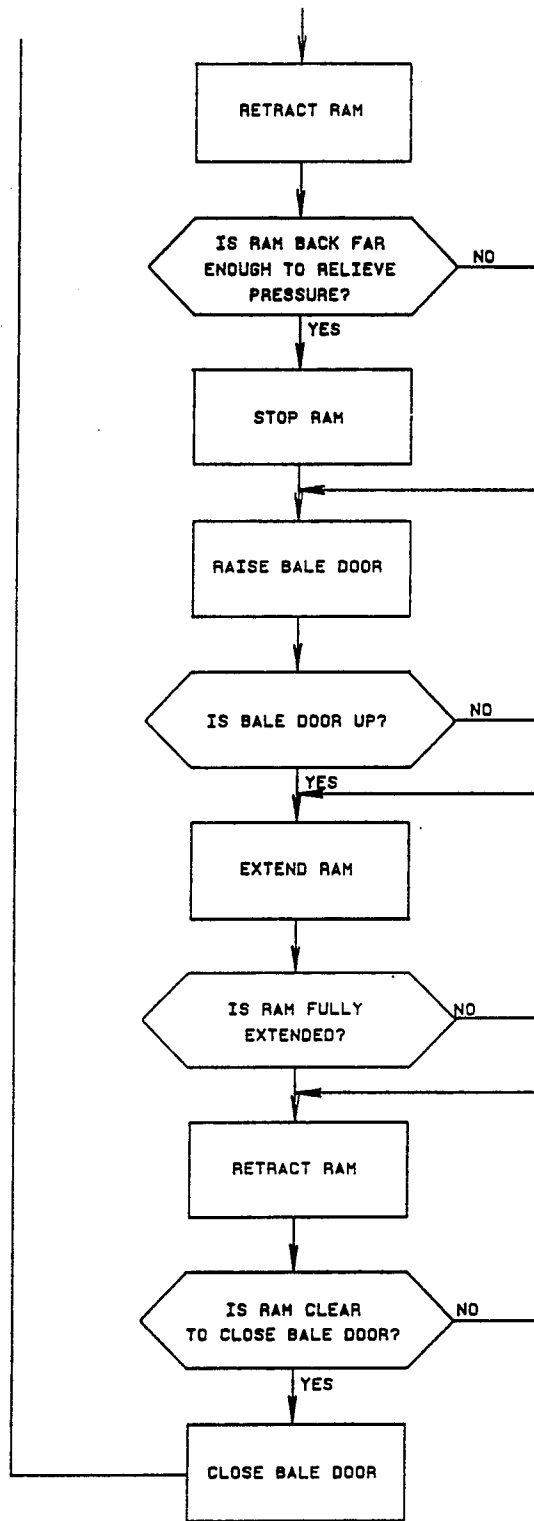 RETRACT RAM
IS RAM BACK FAR
ENOUGH TO RELIEVE
PRESSURE?
NO
YES
STOP RAM
RAISE BALE DOOR
IS BALE DOOR UP?
NO
YES
EXTEND RAM
IS RAM FULLY
EXTENDED?
NO
RETRACT RAM
IS RAM CLEAR
TO CLOSE BALE DOOR?
NO
YES
CLOSE BALE DOOR